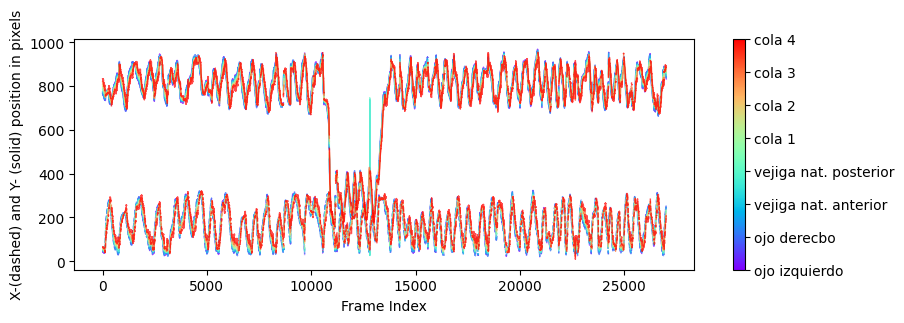 X-(dashed) and Y- (solid) position in pixels
1000
800
600
400
200
0
0 5000 10000 15000 20000 25000
Frame Index
cola 4
cola 3
cola 2
cola 1
vejiga nat. posterior
vejiga nat. anterior
ojo derecbo
ojo izquierdo